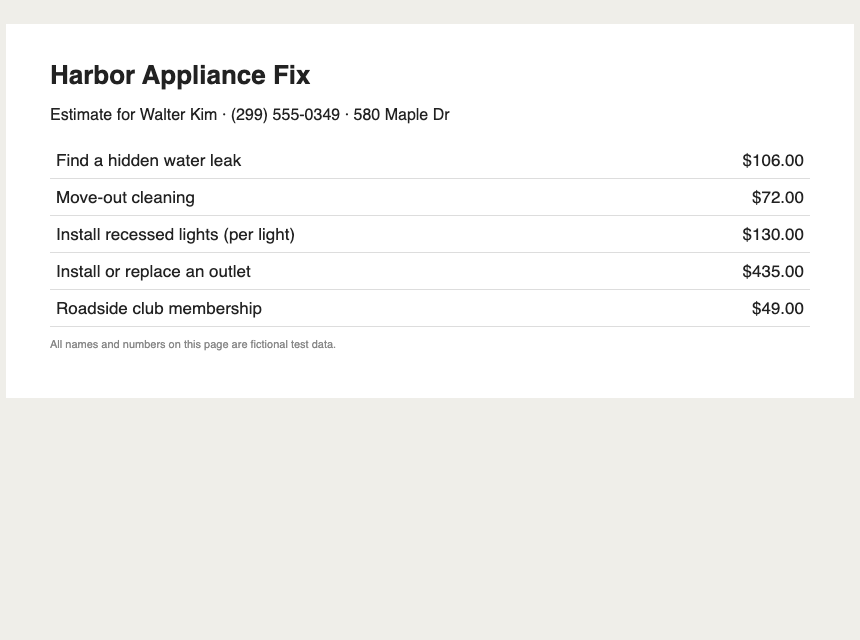 Harbor Appliance Fix
Estimate for Walter Kim · (299) 555-0349 · 580 Maple Dr
Find a hidden water leak $106.00
Move-out cleaning $72.00
Install recessed lights (per light) $130.00
Install or replace an outlet $435.00
Roadside club membership $49.00
All names and numbers on this page are fictional test data.